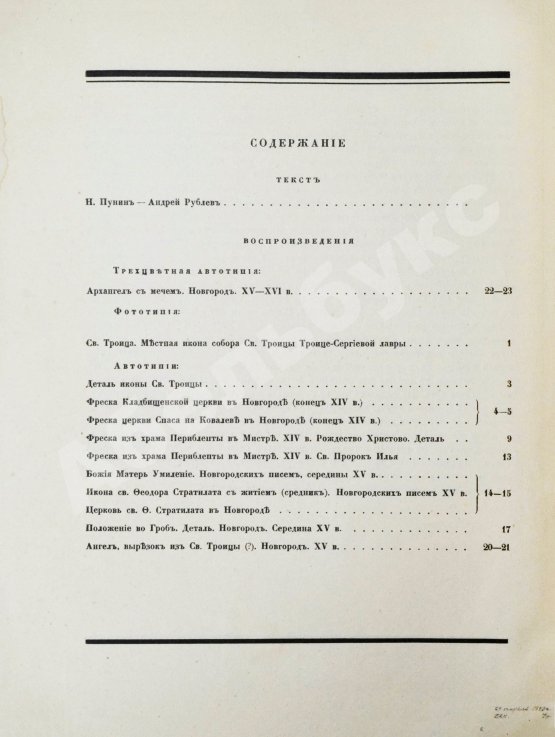 СОДЕРЖАНІЕ
ТЕКСТЪ
Н. Пунинъ — Андрей Рублевъ
ВОСПРОИЗВЕДЕНІЯ
Трехцвѣтная автотипія:
Архангелъ съ мечемъ. Новгородъ. XV—XVI в. 22—23
Фототипія:
Св. Троица. Мѣстная икона собора Св. Троицы Троице-Сергіевой лавры 1
Автотипіи:
Деталь иконы Св. Троицы 3
Фреска Кладбищенской церкви въ Новгородѣ (конецъ XIV в.)
Фреска церкви Спаса на Ковалевѣ въ Новгородѣ (конецъ XIV в.) 4—5
Фреска изъ храма Перибленты въ Мистрѣ. XIV в. Рождество Христово. Деталь 9
Фреска изъ храма Перибленты въ Мистрѣ. XIV в. Св. Пророкъ Илья 13
Божія Матерь Умиленіе. Новгородскихъ писемъ, середины XV в.
Икона св. Ѳеодора Стратилата съ житіемъ (средникъ). Новгородскихъ писемъ XV в. 14—15
Церковь св. Ѳ. Стратилата въ Новгородѣ
Положеніе во Гробъ. Деталь. Новгородъ. Середина XV в. 17
Ангелъ, вырѣзокъ изъ Св. Троицы (?). Новгородъ. XV в. 20—21